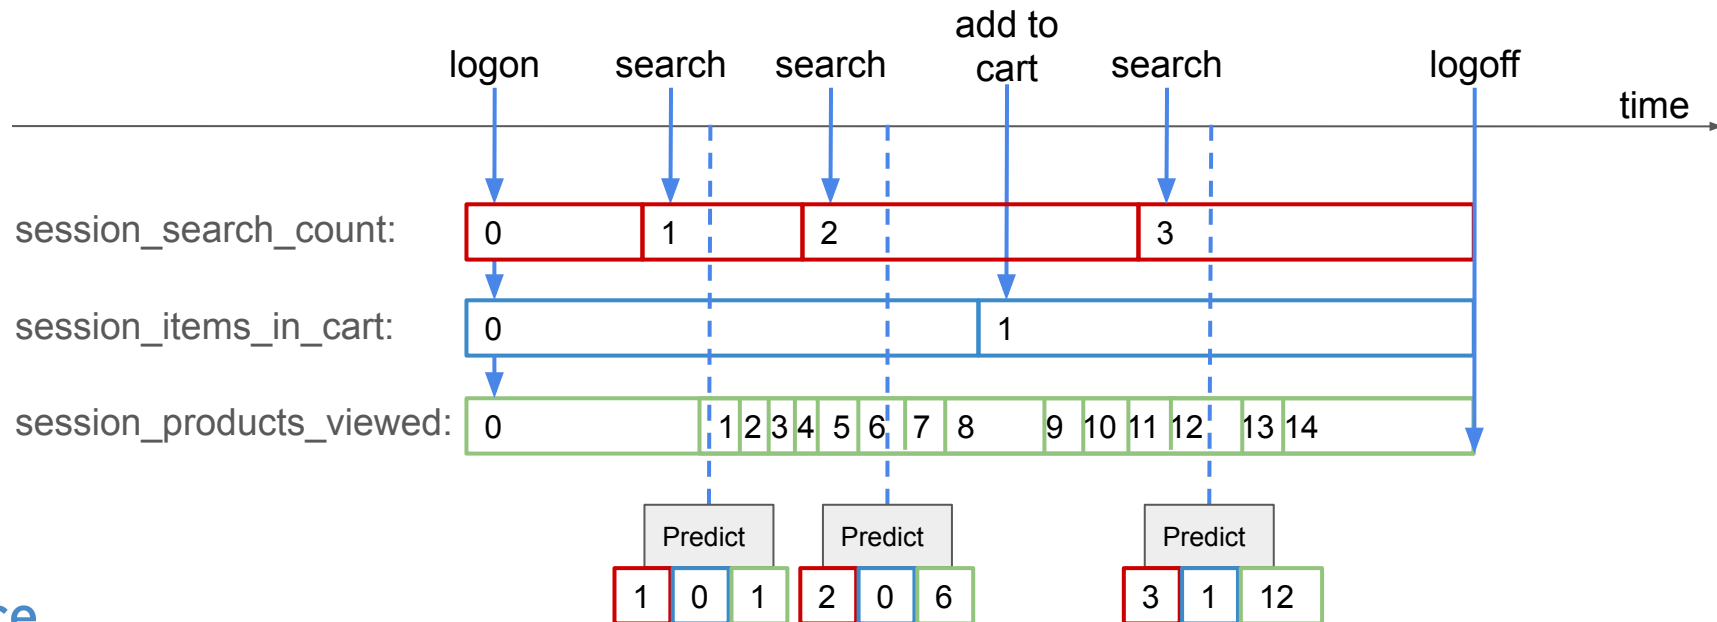 add to
logon search search cart search logoff
time
session_search_count: 0 1 2 3
session_items_in_cart: 0 1
session_products_viewed: 0 1 2 3 4 5 6 7 8 9 10 11 12 13 14
Predict Predict Predict
1 0 1 2 0 6 3 1 12